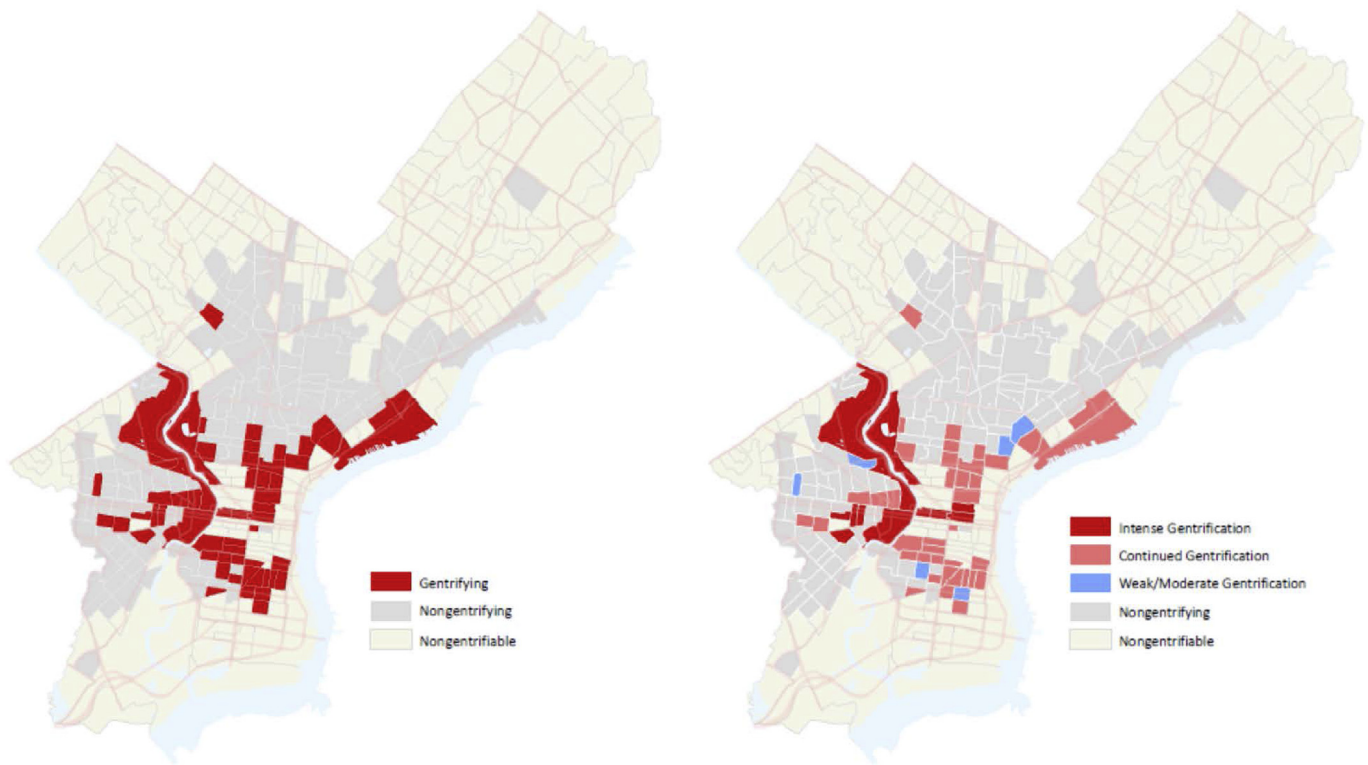 Gentrifying
Nongentrifying
Nongentrifiable
Intense Gentrification
Continued Gentrification
Weak/Moderate Gentrification
Nongentrifying
Nongentrifiable